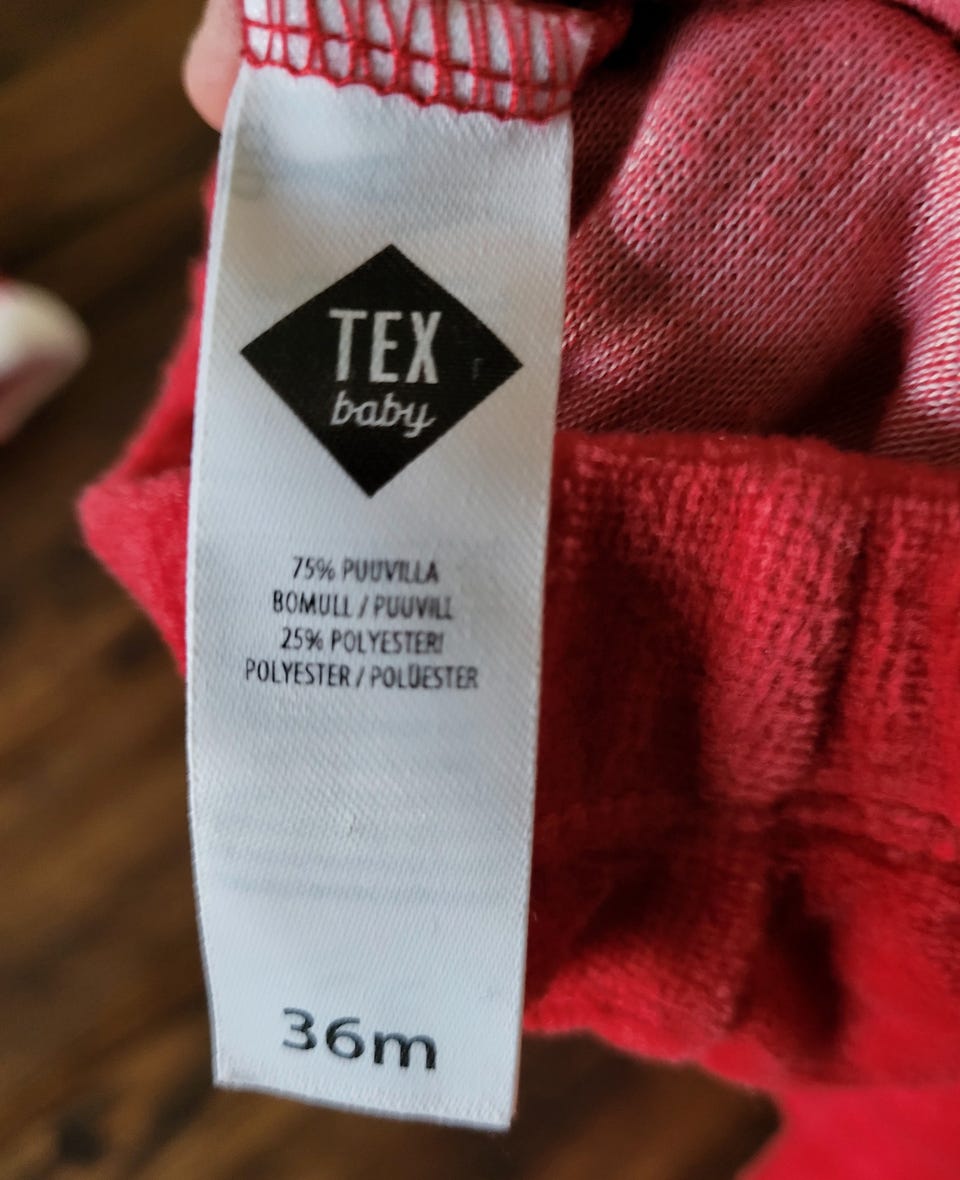 TEX
baby
75% PUUVILLA
BOMULL / PUUVILL
25% POLYESTERI
POLYESTER / POLÜESTER
36m